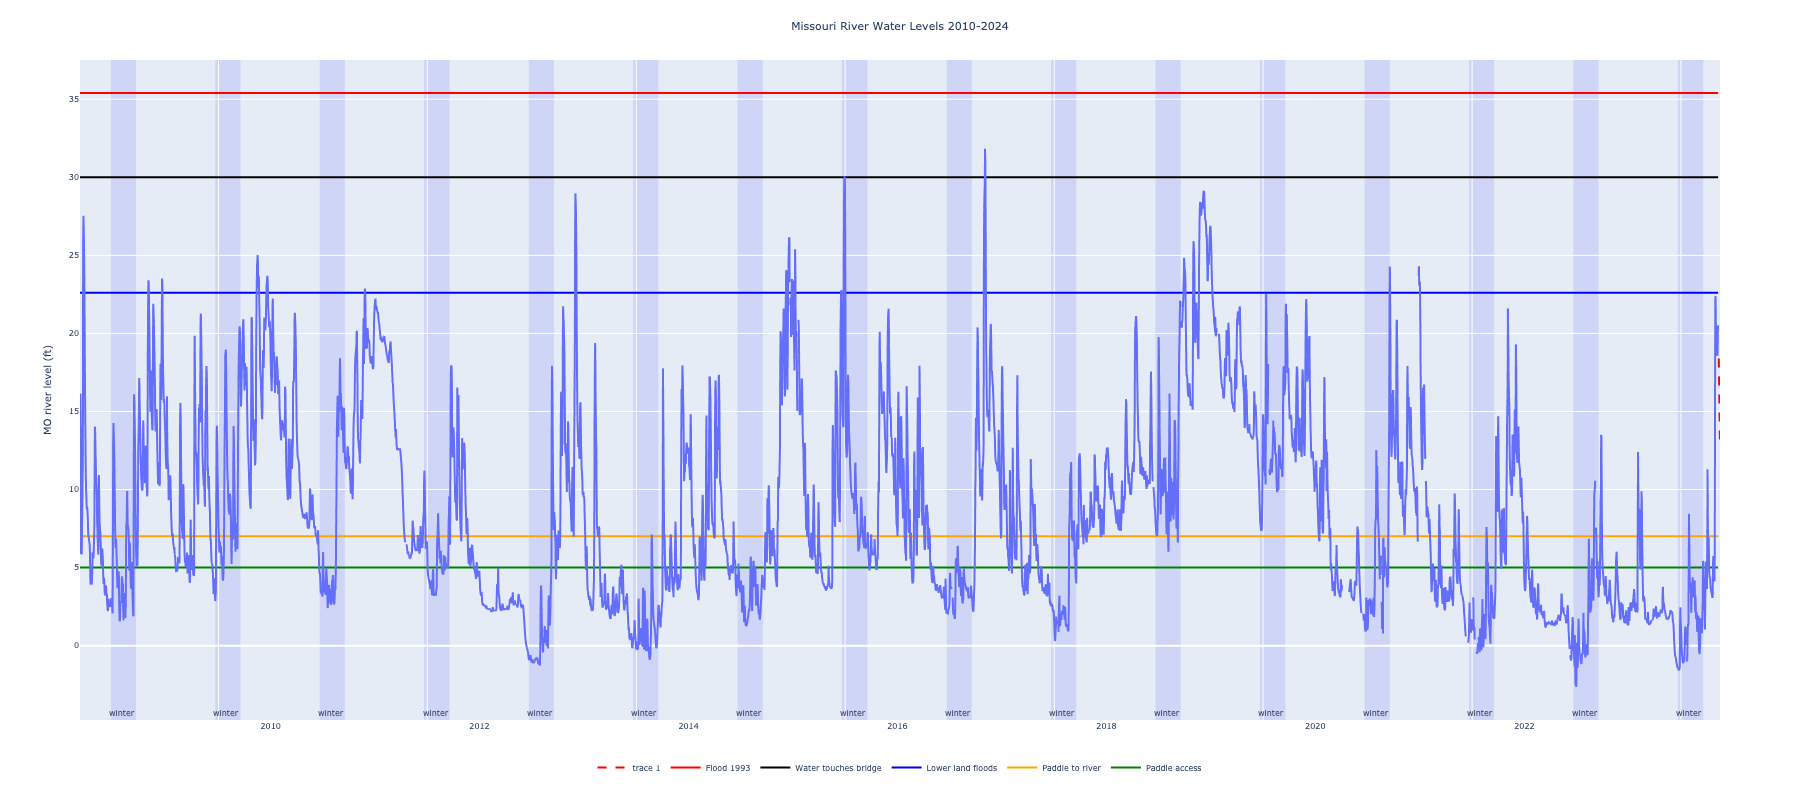 Missouri River Water Levels 2010-2024
MO river level (ft)
35
30
25
20
15
10
5
0
winter winter winter winter winter winter winter winter winter winter winter winter winter winter winter winter
2010 2012 2014 2016 2018 2020 2022
trace 1 Flood 1993 Water touches bridge Lower land floods Paddle to river Paddle access